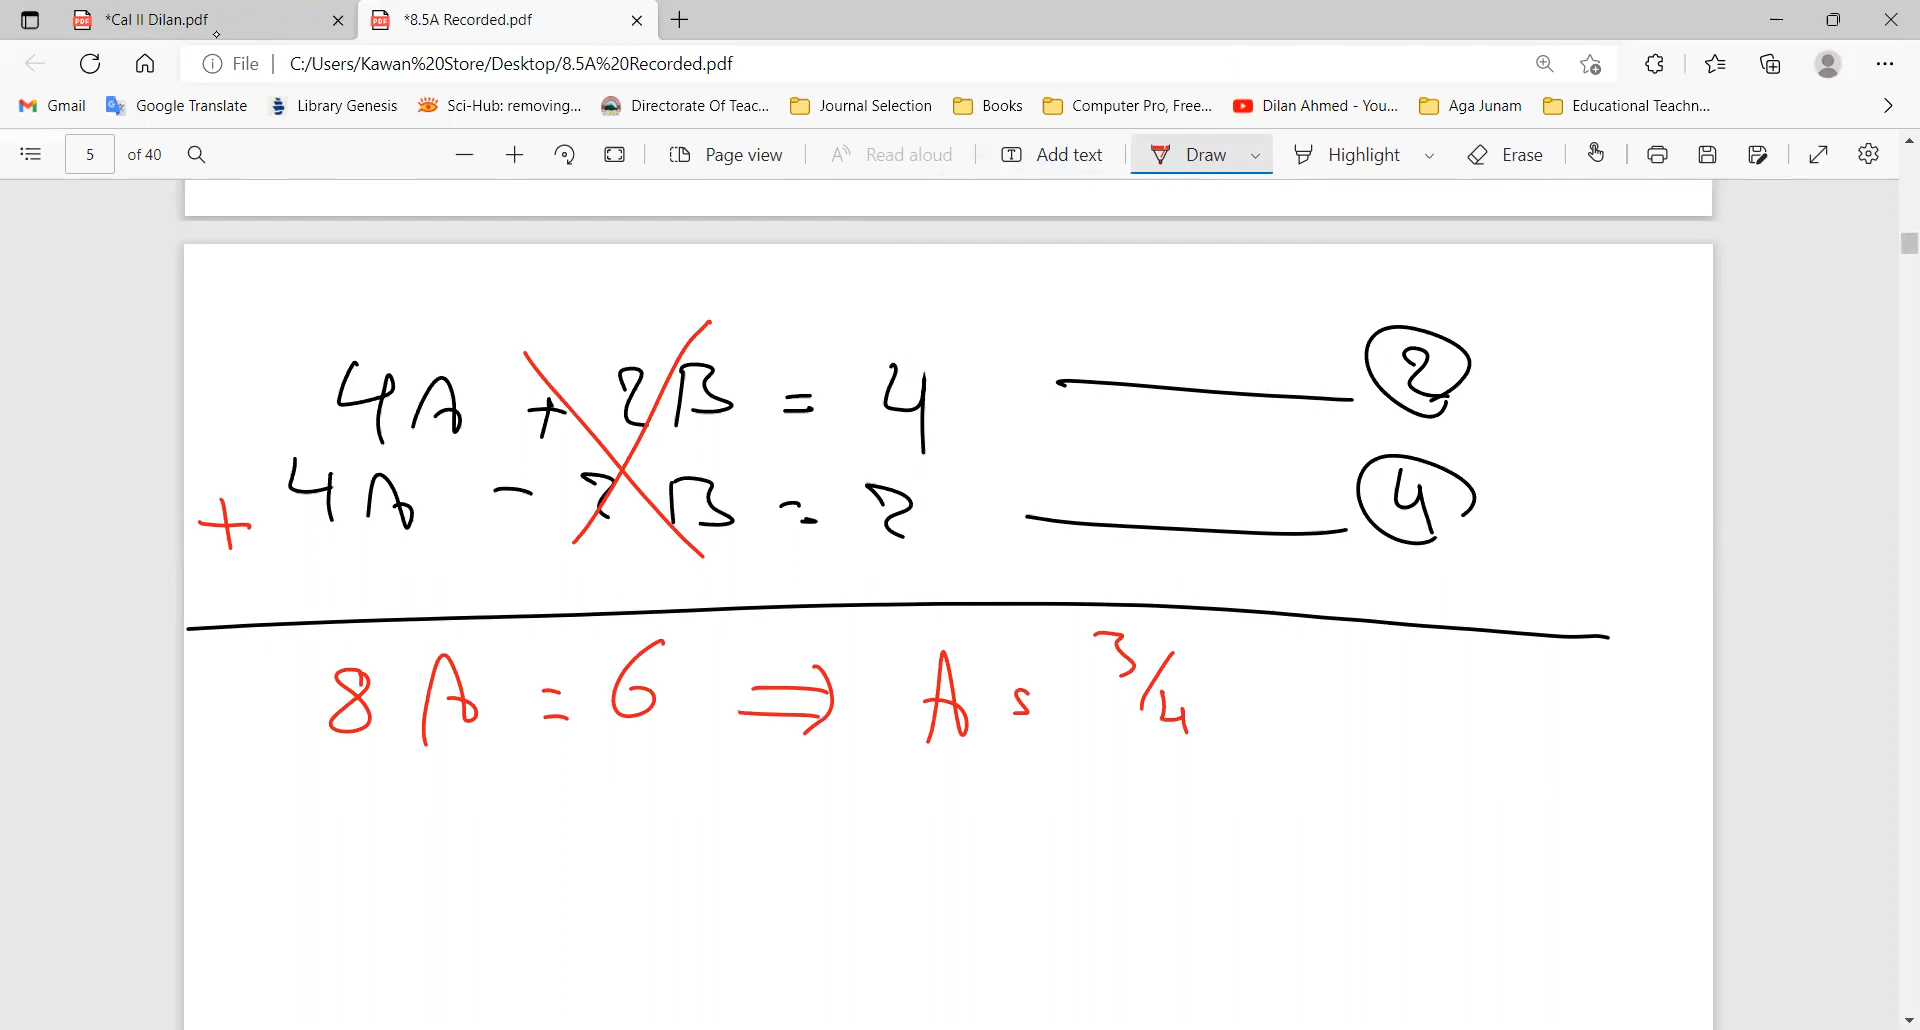 *Cal II Dilan.pdf *8.5A Recorded.pdf
File C:/Users/Kawan%20Store/Desktop/8.5A%20Recorded.pdf
Gmail Google Translate Library Genesis Sci-Hub: removing... Directorate Of Teac... Journal Selection Books Computer Pro, Free... Dilan Ahmed - You... Aga Junam Educational Teachn...
5 of 40 Page view Read aloud Add text Draw Highlight Erase
4A + 2B = 4 ② 
+ 4A - 2B = 2 ④
8A = 6 ⇒ A = 3/4